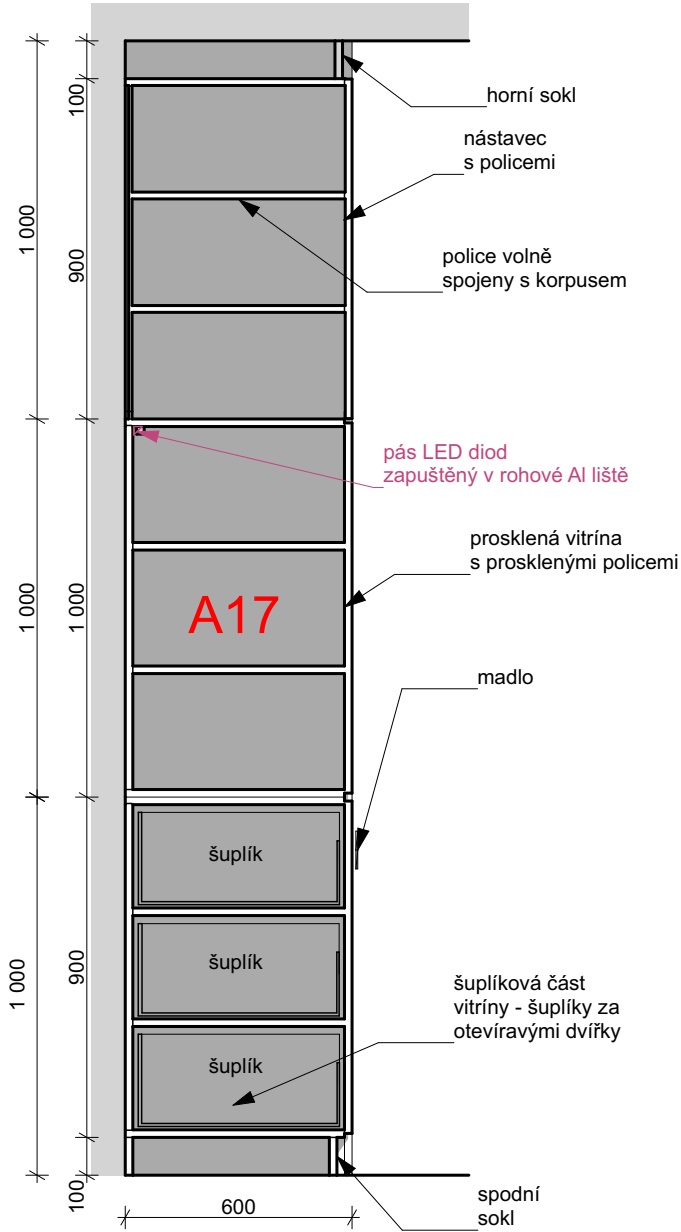 horní sokl
nástavec
s policemi
police volně
spojeny s korpusem
pás LED diod
zapuštěný v rohové Al liště
prosklená vitrína
s prosklenými policemi
A17
madlo
šuplík
šuplík
šuplík
šuplíková část
vitríny - šuplíky za
otevíravými dvířky
spodní
sokl
600
100
900
1 000
900
100
1 000
1 000
1 000